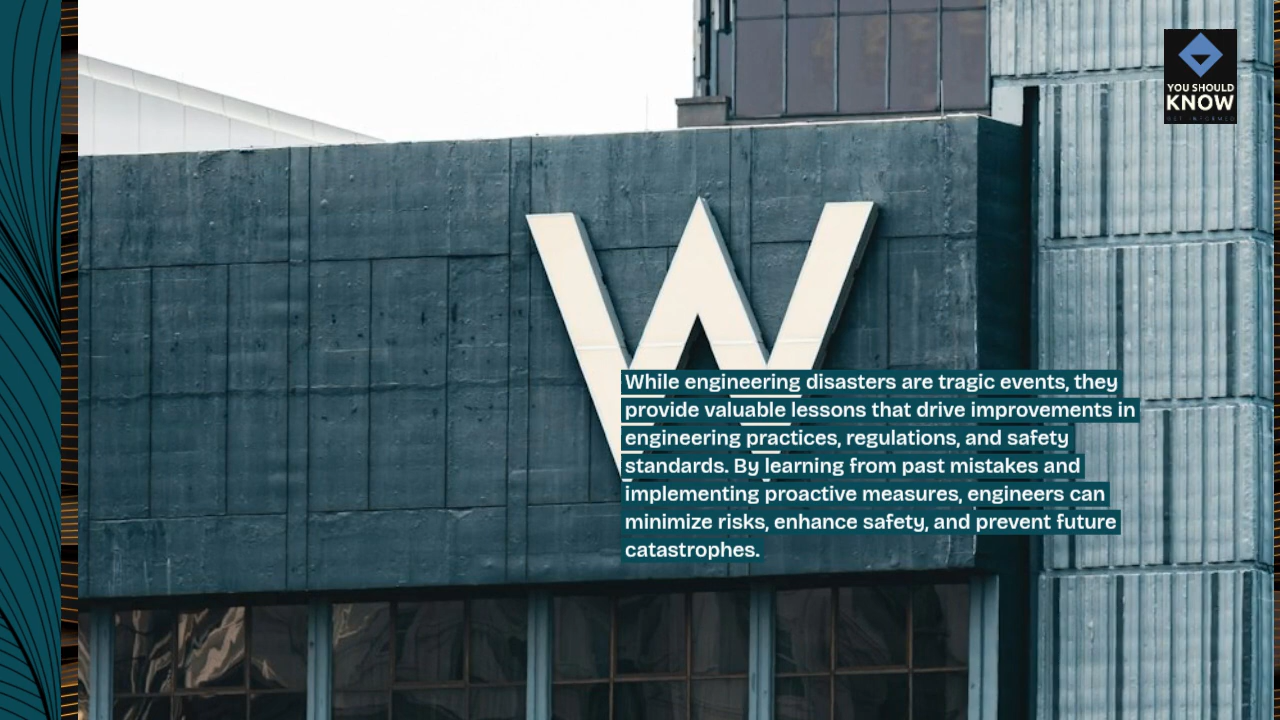 YOU SHOULD
KNOW
GET INFORMED
W
While engineering disasters are tragic events, they
provide valuable lessons that drive improvements in
engineering practices, regulations, and safety
standards. By learning from past mistakes and
implementing proactive measures, engineers can
minimize risks, enhance safety, and prevent future
catastrophes.